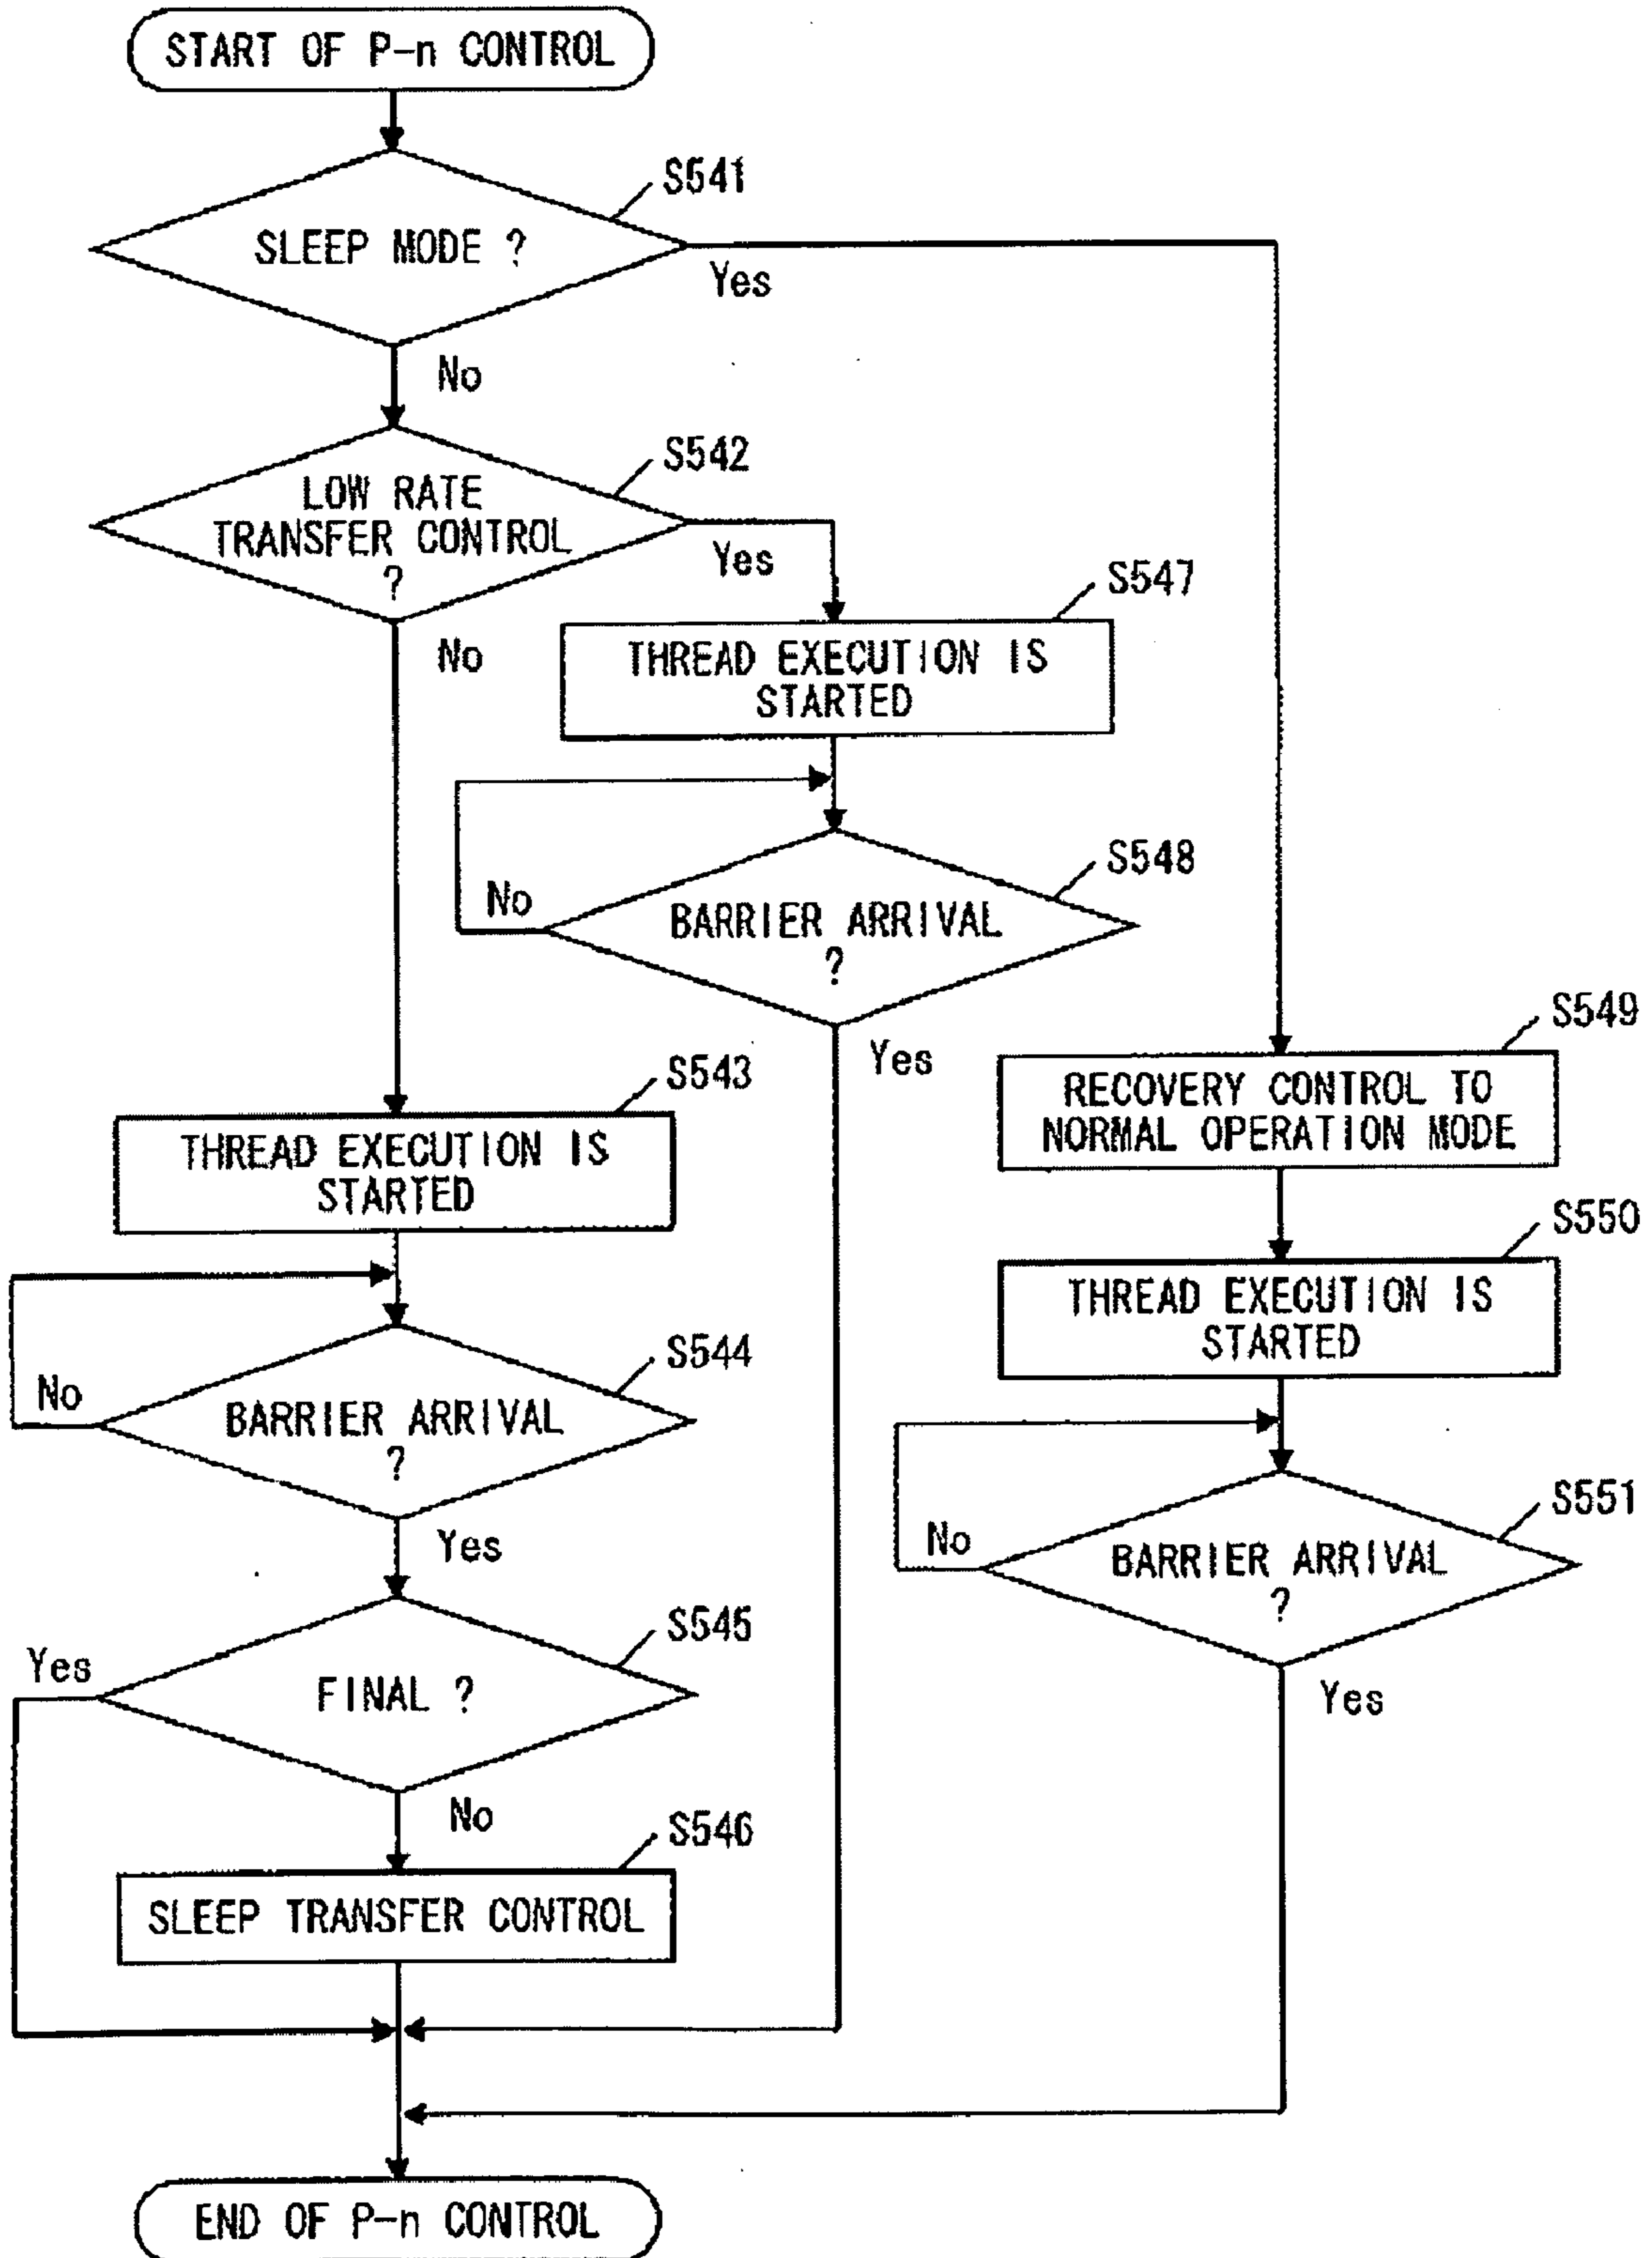 START OF P-n CONTROL
S541
SLEEP MODE ?
Yes
No
S542
LOW RATE
TRANSFER CONTROL
?
Yes
No
S547
THREAD EXECUTION IS
STARTED
S548
No
BARRIER ARRIVAL
?
Yes
S549
RECOVERY CONTROL TO
NORMAL OPERATION MODE
S543
THREAD EXECUTION IS
STARTED
S550
THREAD EXECUTION IS
STARTED
S544
No
BARRIER ARRIVAL
?
Yes
S551
No
BARRIER ARRIVAL
?
Yes
S545
Yes
FINAL ?
No
S546
SLEEP TRANSFER CONTROL
END OF P-n CONTROL